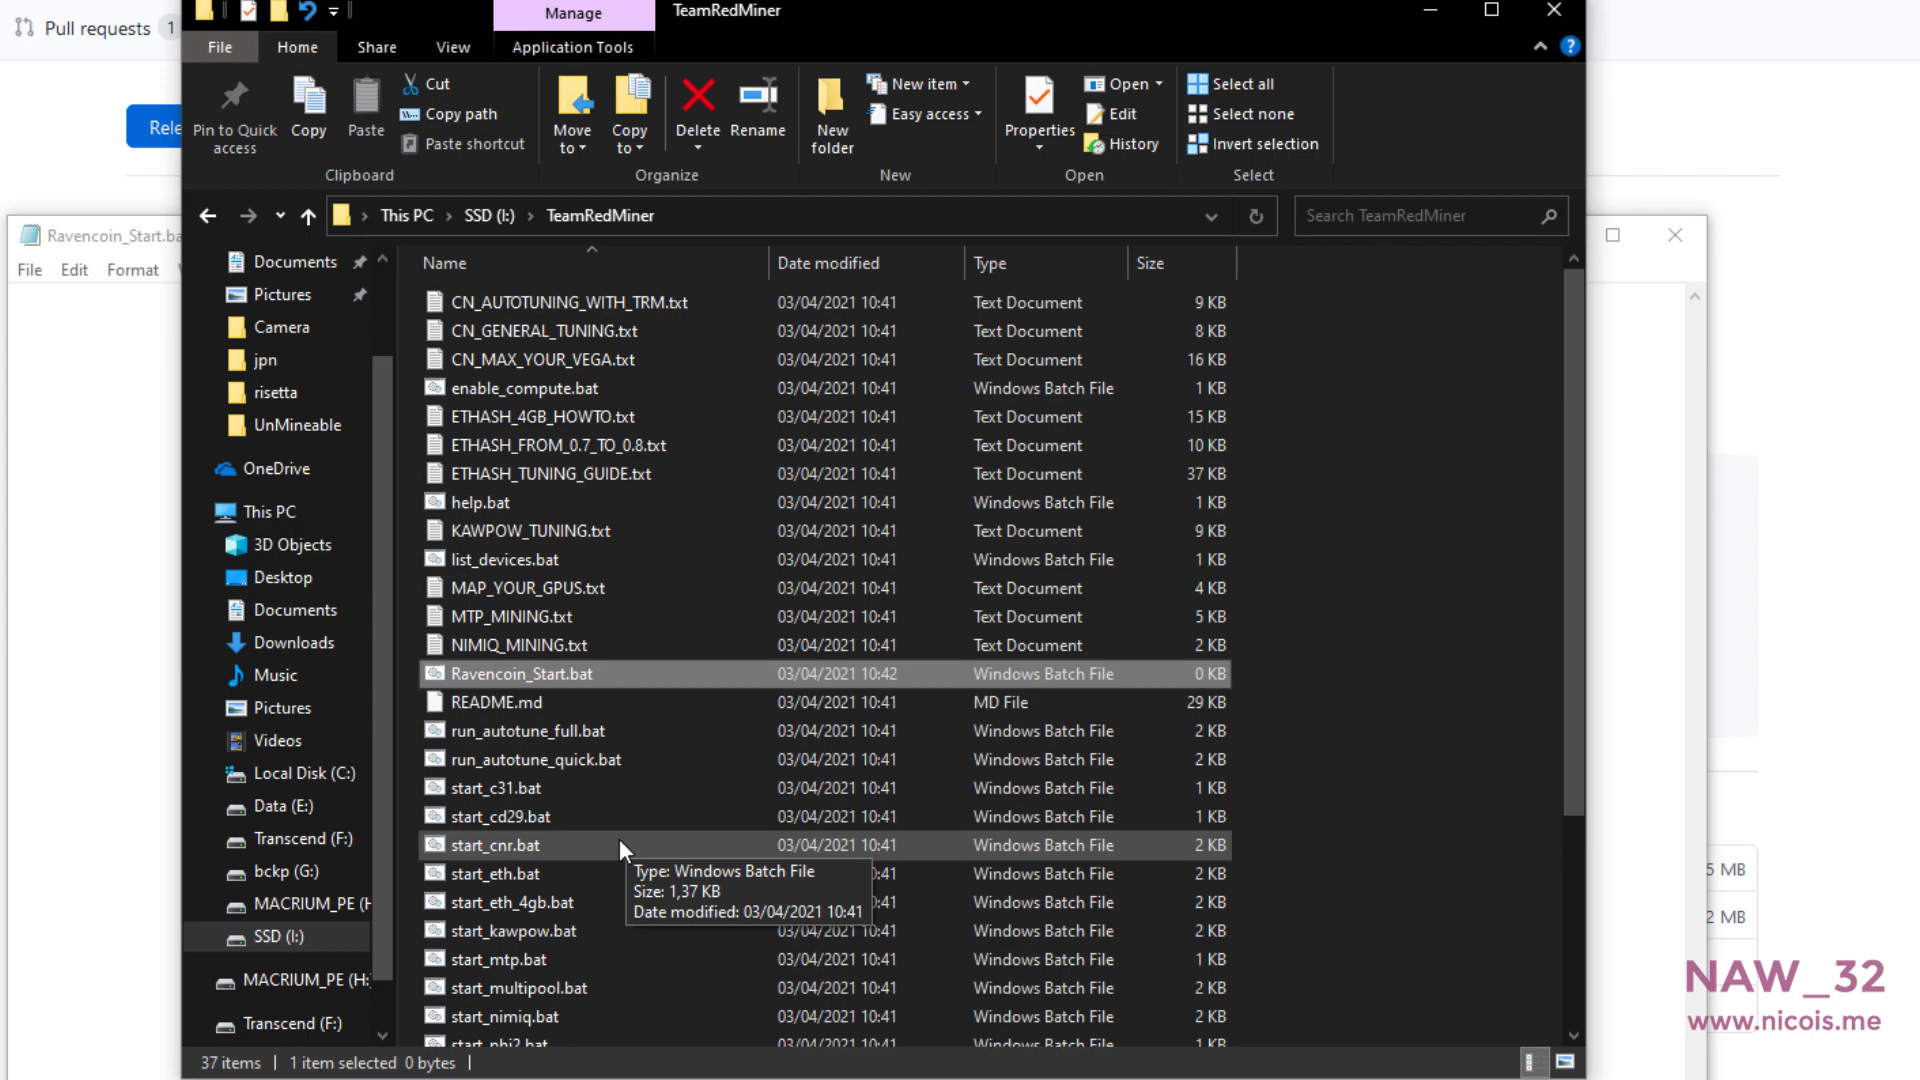 Pull requests 1
Manage
TeamRedMiner
File
Home
Share
View
Application Tools
Pin to Quick access
Copy
Paste
Cut
Copy path
Paste shortcut
Clipboard
Move to
Copy to
Delete
Rename
Organize
New folder
New item
Easy access
New
Properties
Open
Edit
History
Open
Select all
Select none
Invert selection
Select
Rele
This PC
SSD (I:)
TeamRedMiner
Search TeamRedMiner
Ravencoin_Start.ba
File Edit Format
Documents
Pictures
Camera
jpn
risetta
UnMineable
OneDrive
This PC
3D Objects
Desktop
Documents
Downloads
Music
Pictures
Videos
Local Disk (C:)
Data (E:)
Transcend (F:)
bckp (G:)
MACRIUM_PE (H
SSD (I:)
MACRIUM_PE (H:
Transcend (F:)
Name Date modified Type Size
CN_AUTOTUNING_WITH_TRM.txt 03/04/2021 10:41 Text Document 9 KB
CN_GENERAL_TUNING.txt 03/04/2021 10:41 Text Document 8 KB
CN_MAX_YOUR_VEGA.txt 03/04/2021 10:41 Text Document 16 KB
enable_compute.bat 03/04/2021 10:41 Windows Batch File 1 KB
ETHASH_4GB_HOWTO.txt 03/04/2021 10:41 Text Document 15 KB
ETHASH_FROM_0.7_TO_0.8.txt 03/04/2021 10:41 Text Document 10 KB
ETHASH_TUNING_GUIDE.txt 03/04/2021 10:41 Text Document 37 KB
help.bat 03/04/2021 10:41 Windows Batch File 1 KB
KAWPOW_TUNING.txt 03/04/2021 10:41 Text Document 9 KB
list_devices.bat 03/04/2021 10:41 Windows Batch File 1 KB
MAP_YOUR_GPUS.txt 03/04/2021 10:41 Text Document 4 KB
MTP_MINING.txt 03/04/2021 10:41 Text Document 5 KB
NIMIQ_MINING.txt 03/04/2021 10:41 Text Document 2 KB
Ravencoin_Start.bat 03/04/2021 10:42 Windows Batch File 0 KB
README.md 03/04/2021 10:41 MD File 29 KB
run_autotune_full.bat 03/04/2021 10:41 Windows Batch File 2 KB
run_autotune_quick.bat 03/04/2021 10:41 Windows Batch File 2 KB
start_c31.bat 03/04/2021 10:41 Windows Batch File 1 KB
start_cd29.bat 03/04/2021 10:41 Windows Batch File 1 KB
start_cnr.bat 03/04/2021 10:41 Windows Batch File 2 KB
start_eth.bat 0:41 Windows Batch File 2 KB
start_eth_4gb.bat 0:41 Windows Batch File 2 KB
start_kawpow.bat 03/04/2021 10:41 Windows Batch File 2 KB
start_mtp.bat 03/04/2021 10:41 Windows Batch File 1 KB
start_multipool.bat 03/04/2021 10:41 Windows Batch File 2 KB
start_nimiq.bat 03/04/2021 10:41 Windows Batch File 2 KB
start_phi2.bat 03/04/2021 10:41 Windows Batch File 1 KB
Type: Windows Batch File
Size: 1,37 KB
Date modified: 03/04/2021 10:41
5 MB
2 MB
37 items
1 item selected 0 bytes
NAW_32
www.nicois.me